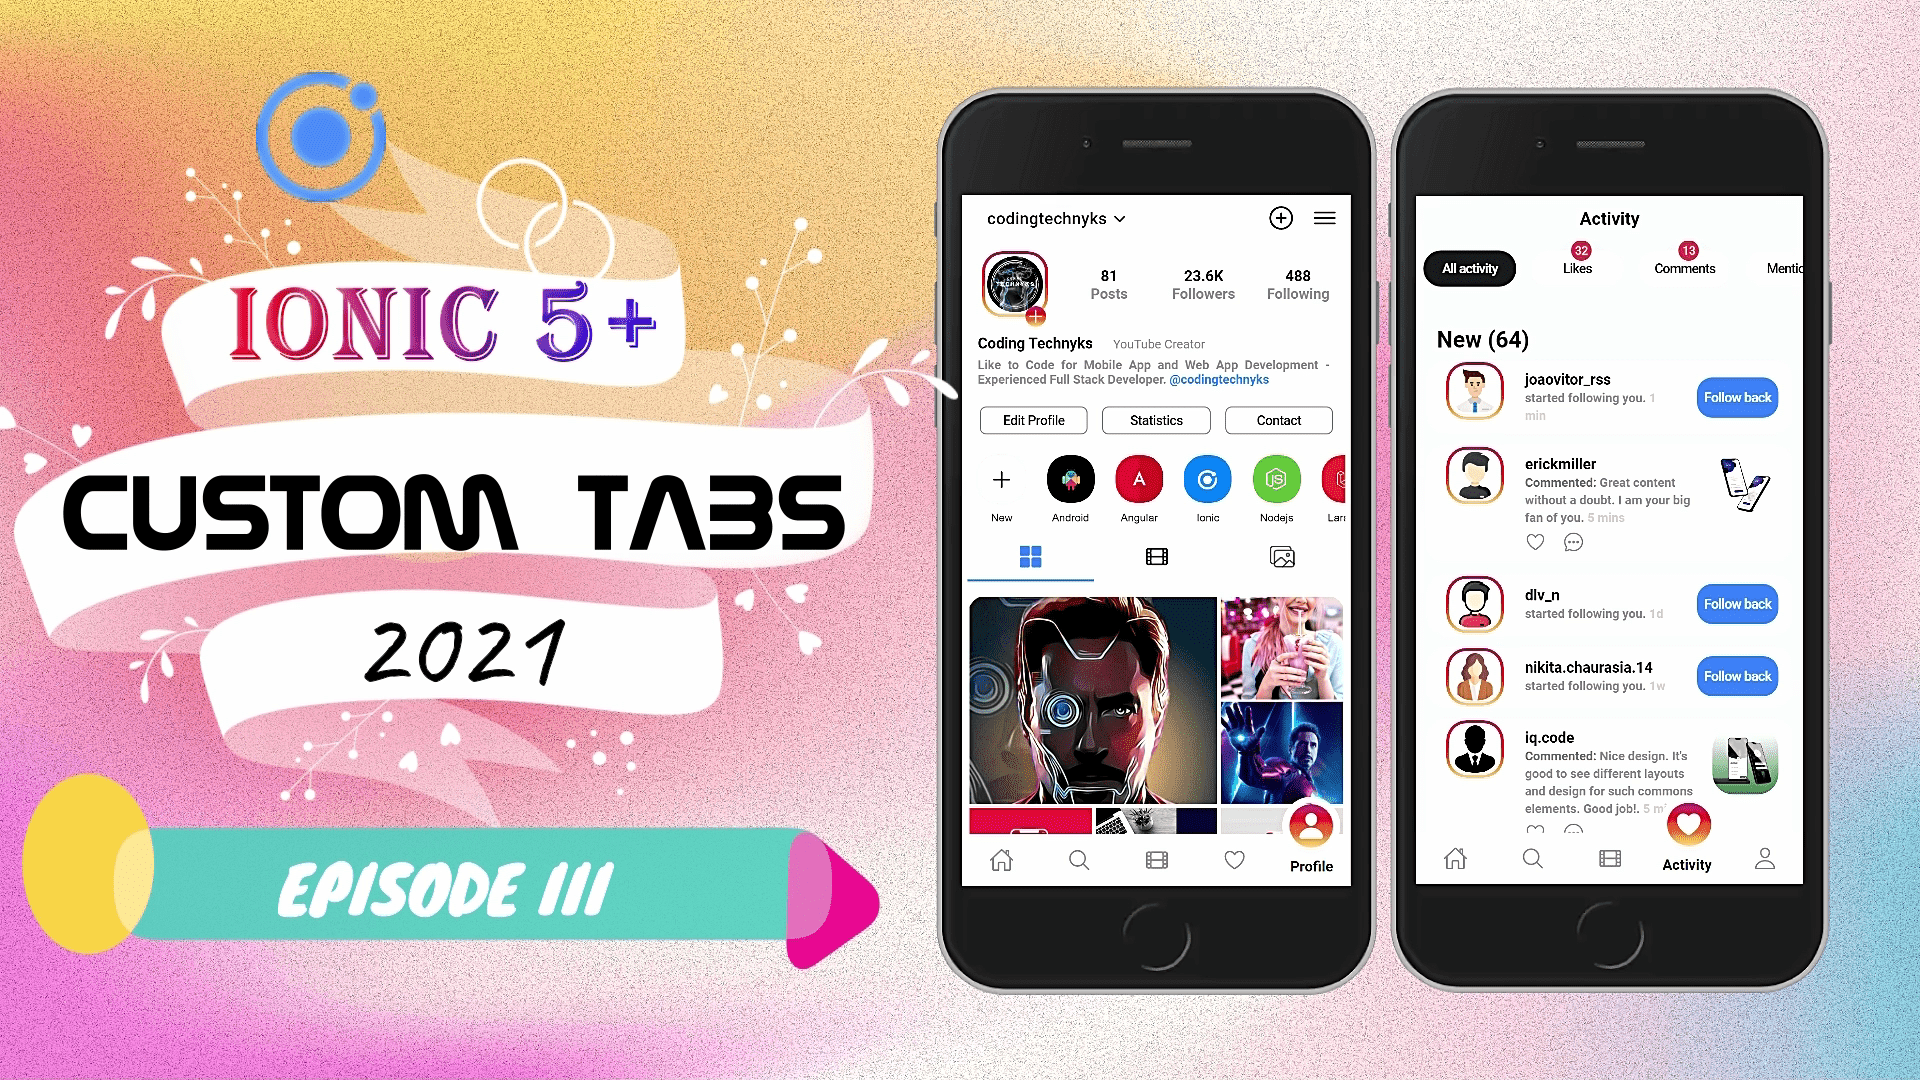 IONIC 5+
CUSTOM TABS
2021
EPISODE III
codingtechnyks
81
Posts
23.6K
Followers
488
Following
Coding Technyks YouTube Creator
Like to Code for Mobile App and Web App Development -
Experienced Full Stack Developer. @codingtechnyks
Edit Profile
Statistics
Contact
New
Android
Angular
Ionic
Nodejs
Lar
Profile
Activity
All activity
32
Likes
13
Comments
Mentio
New (64)
joaovitor_rss
started following you. 1
min
Follow back
erickmiller
Commented: Great content
without a doubt. I am your big
fan of you. 5 mins
dlv_n
started following you. 1d
Follow back
nikita.chaurasia.14
started following you. 1w
Follow back
iq.code
Commented: Nice design. It's
good to see different layouts
and design for such commons
elements. Good job!. 5 m
Activity